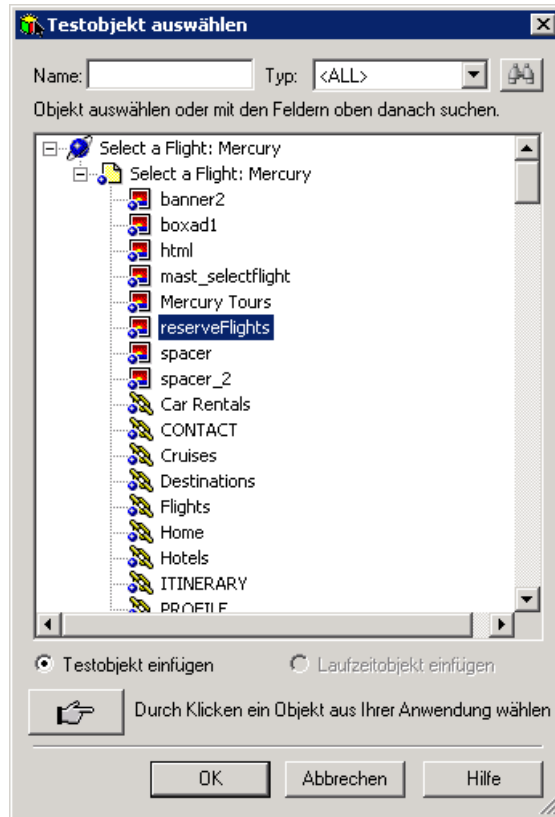 Testobjekt auswählen
Name: Typ: <ALL>
Objekt auswählen oder mit den Feldern oben danach suchen.
Select a Flight: Mercury
Select a Flight: Mercury
banner2
boxad1
html
mast_selectflight
Mercury Tours
reserveFlights
spacer
spacer_2
Car Rentals
CONTACT
Cruises
Destinations
Flights
Home
Hotels
ITINERARY
PROFILE
Testobjekt einfügen Laufzeitobjekt einfügen
Durch Klicken ein Objekt aus Ihrer Anwendung wählen
OK Abbrechen Hilfe